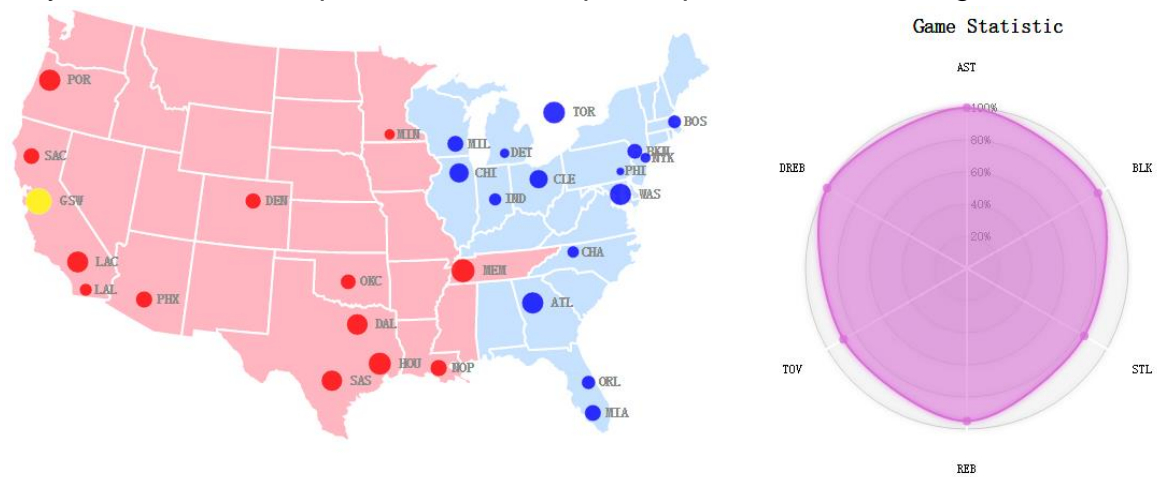 Game Statistic
AST
POR
TOR
100%
BOS
MIN
MIL
DET
BKN
NYK
80%
SAC
CHI
CLE
PHI
DREB
BLK
60%
GSW
DEN
IND
WAS
40%
20%
LAC
CHA
MEM
LAL
OKC
PHX
ATL
DAL
HOU
NOP
TOV
STL
SAS
ORL
MIA
REB